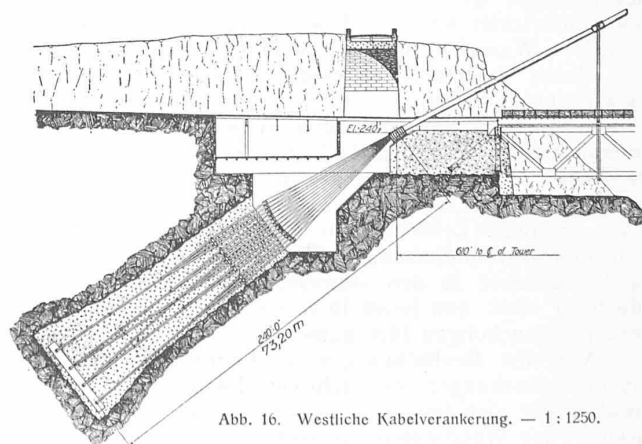 El.-240'
610' to ℄ of Tower
240'-0"
73,20 m
Abb. 16. Westliche Kabelverankerung. — 1 : 1250.